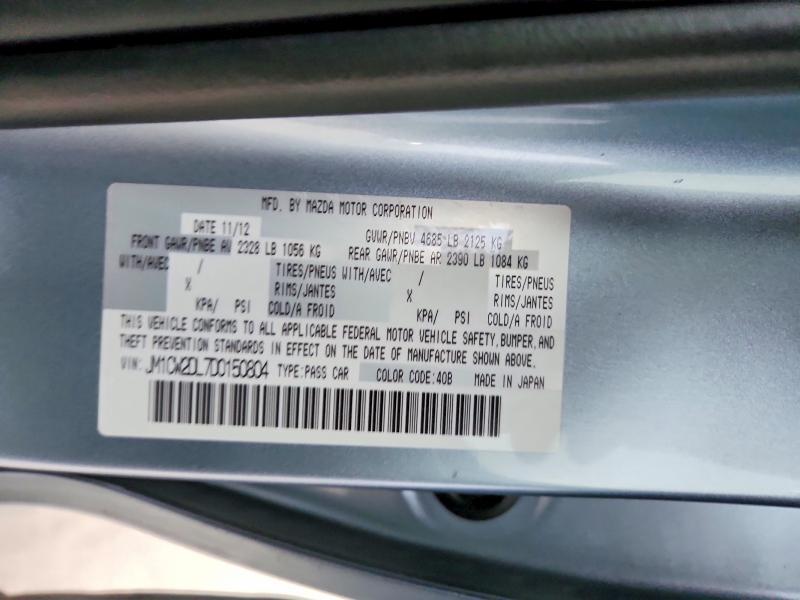 MFD. BY MAZDA MOTOR CORPORATION
DATE 11/12 GVWR/PNBV 4685 LB 2125 KG
FRONT GAWR/PNBE AV 2328 LB 1056 KG REAR GAWR/PNBE AR 2390 LB 1084 KG
WITH/AVEC / TIRES/PNEUS WITH/AVEC / TIRES/PNEUS
X RIMS/JANTES X RIMS/JANTES
KPA/ PSI COLD/A FROID KPA/ PSI COLD/A FROID
THIS VEHICLE CONFORMS TO ALL APPLICABLE FEDERAL MOTOR VEHICLE SAFETY, BUMPER, AND
THEFT PREVENTION STANDARDS IN EFFECT ON THE DATE OF MANUFACTURE SHOWN ABOVE.
VIN: JM1CW2DL7D0150804 TYPE:PASS CAR COLOR CODE:40B MADE IN JAPAN